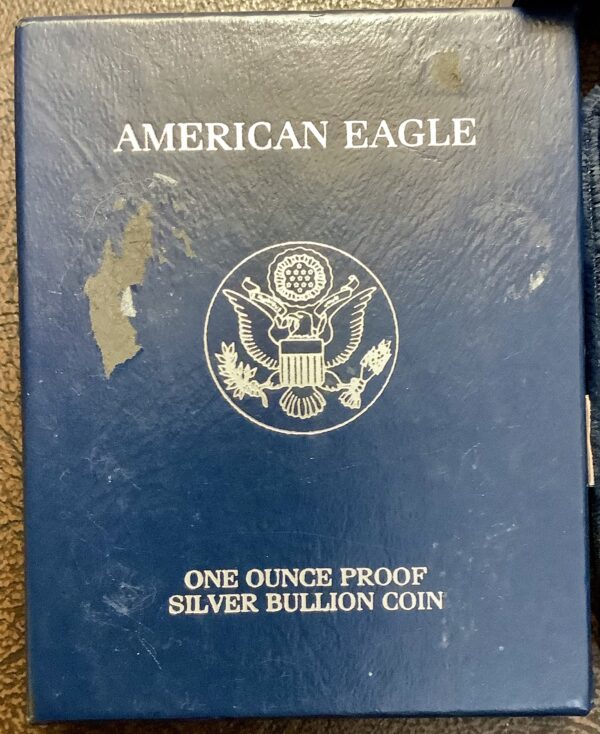 AMERICAN EAGLE
ONE OUNCE PROOF
SILVER BULLION COIN